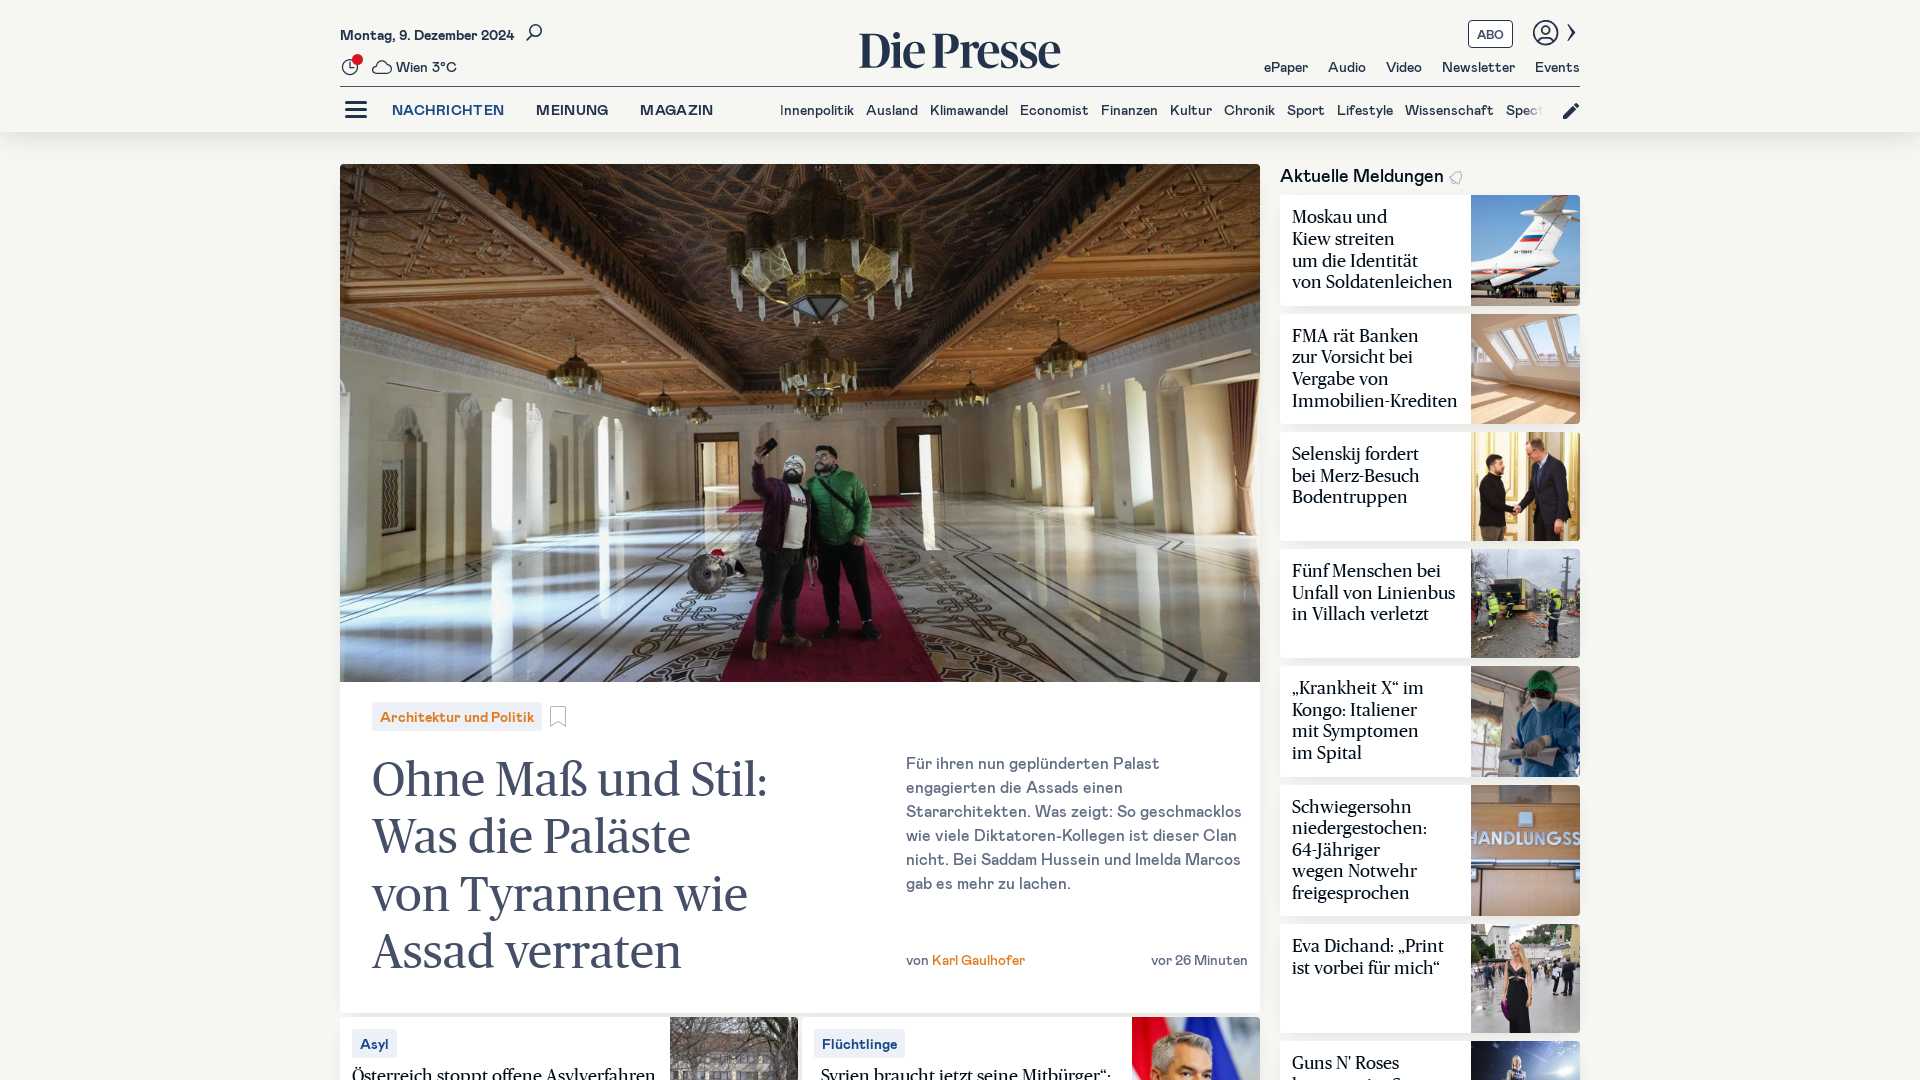 Montag, 9. Dezember 2024
Die Presse
ABO
Wien 3°C
ePaper Audio Video Newsletter Events
NACHRICHTEN MEINUNG MAGAZIN
Innenpolitik Ausland Klimawandel Economist Finanzen Kultur Chronik Sport Lifestyle Wissenschaft Spect
Architektur und Politik
Ohne Maß und Stil:
Was die Paläste
von Tyrannen wie
Assad verraten
Für ihren nun geplünderten Palast
engagierten die Assads einen
Stararchitekten. Was zeigt: So geschmacklos
wie viele Diktatoren-Kollegen ist dieser Clan
nicht. Bei Saddam Hussein und Imelda Marcos
gab es mehr zu lachen.
von Karl Gaulhofer
vor 26 Minuten
Asyl
Österreich stoppt offene Asylverfahren
Flüchtlinge
„Syrien braucht jetzt seine Mitbürger“:
Aktuelle Meldungen
Moskau und
Kiew streiten
um die Identität
von Soldatenleichen
FMA rät Banken
zur Vorsicht bei
Vergabe von
Immobilien-Krediten
Selenskij fordert
bei Merz-Besuch
Bodentruppen
Fünf Menschen bei
Unfall von Linienbus
in Villach verletzt
„Krankheit X“ im
Kongo: Italiener
mit Symptomen
im Spital
Schwiegersohn
niedergestochen:
64-Jähriger
wegen Notwehr
freigesprochen
HANDLUNGSS
Eva Dichand: „Print
ist vorbei für mich“
Guns N' Roses